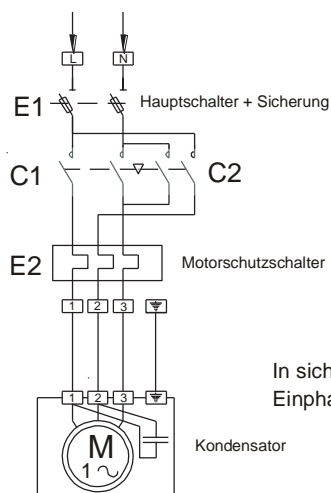 L N
E1 Hauptschalter + Sicherung
C1 C2
E2 Motorschutzschalter
1 2 3
In sich
1 2 3 Einpha
M
1
Kondensator